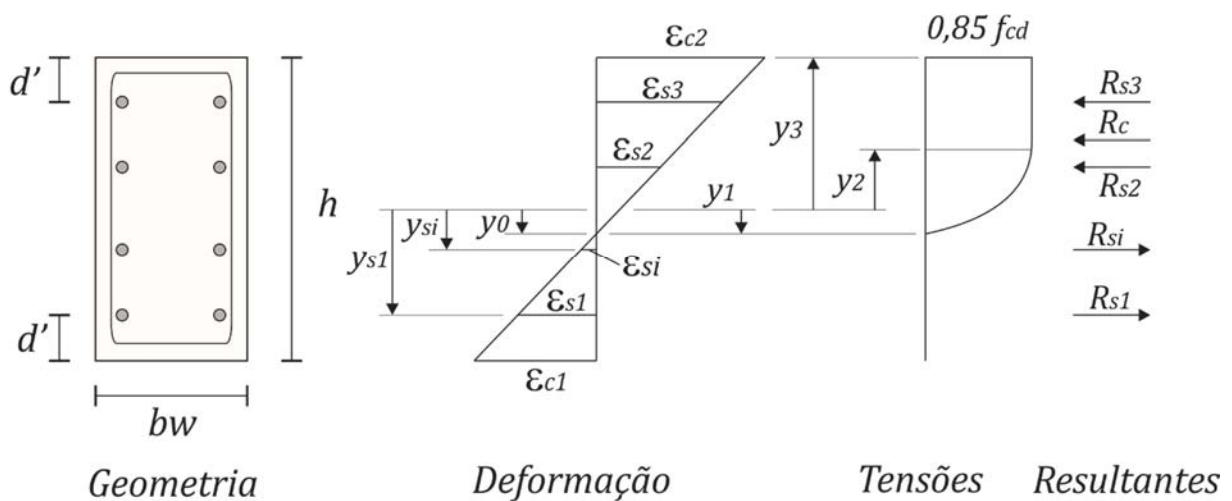 d'
d'
h
bw
Geometria
εc2
εs3
εs2
ysi
y0
ys1
εsi
εs1
εc1
Deformação
y3
y1
y2
0,85 fcd
Tensões
Rs3
Rc
Rs2
Rsi
Rs1
Resultantes